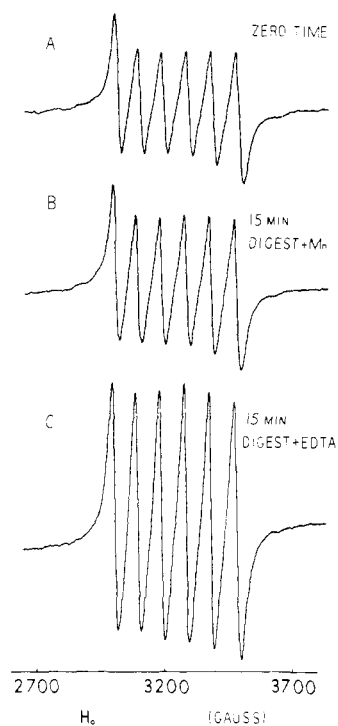 A
ZERO TIME
B
15 MIN
DIGEST+Mn
C
15 MIN
DIGEST+EDTA
2700 3200 3700
H₀ (GAUSS)